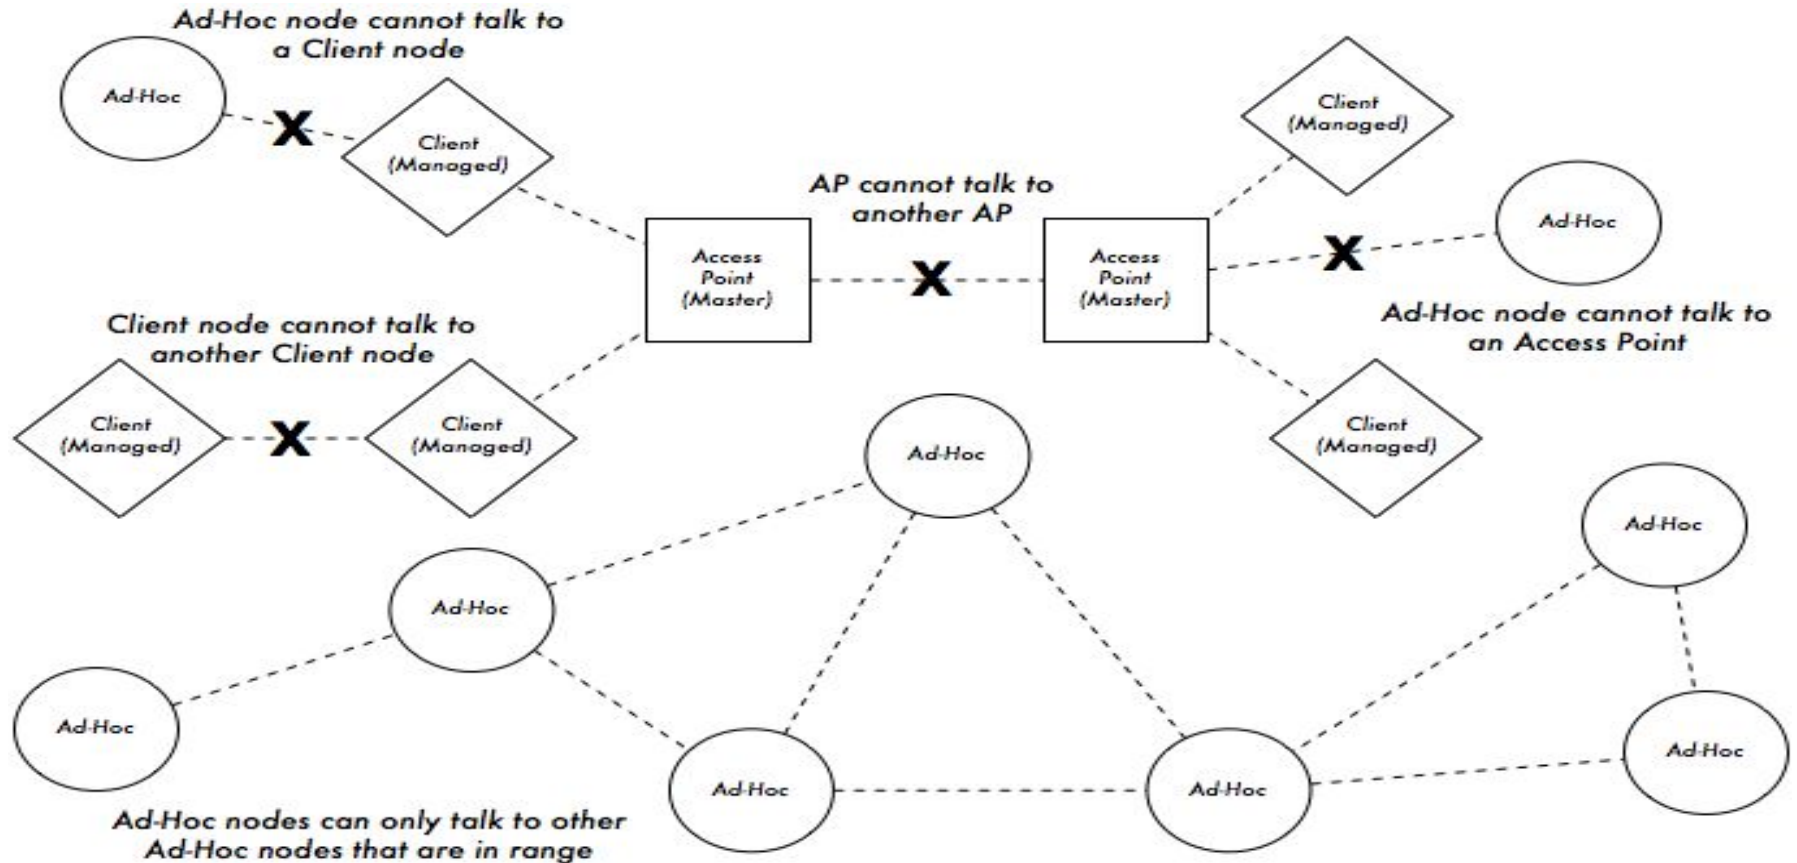 Ad-Hoc node cannot talk to
a Client node
Ad-Hoc
Client
(Managed)
Client
(Managed)
AP cannot talk to
another AP
Ad-Hoc
Access
Point
(Master)
Access
Point
(Master)
Ad-Hoc node cannot talk to
an Access Point
Client node cannot talk to
another Client node
Client
(Managed)
Client
(Managed)
Client
(Managed)
Ad-Hoc
Ad-Hoc
Ad-Hoc
Ad-Hoc
Ad-Hoc
Ad-Hoc
Ad-Hoc
Ad-Hoc nodes can only talk to other
Ad-Hoc nodes that are in range